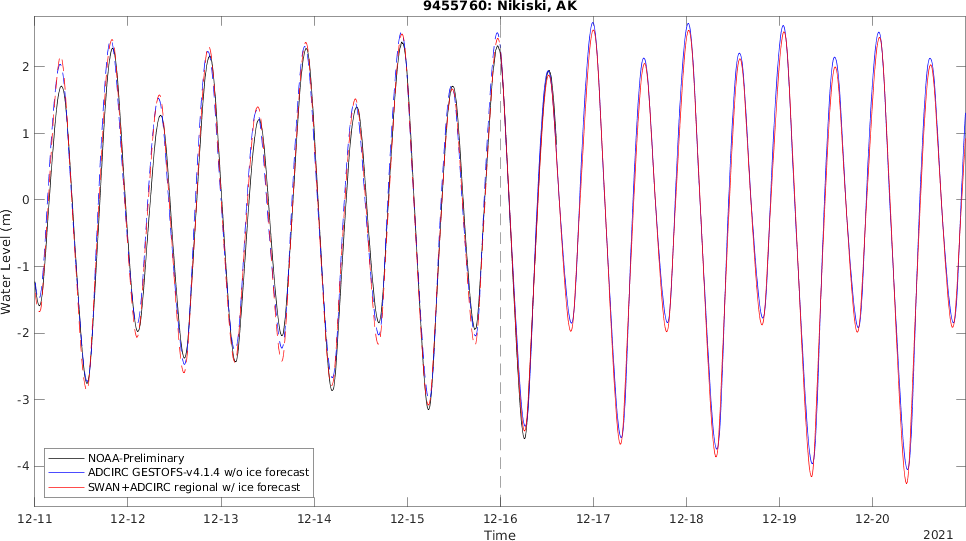 9455760: Nikiski, AK
Water Level (m)
2
1
0
-1
-2
-3
-4
NOAA-Preliminary
ADCIRC GESTOFS-v4.1.4 w/o ice forecast
SWAN+ADCIRC regional w/ ice forecast
12-11 12-12 12-13 12-14 12-15 12-16 12-17 12-18 12-19 12-20
Time
2021